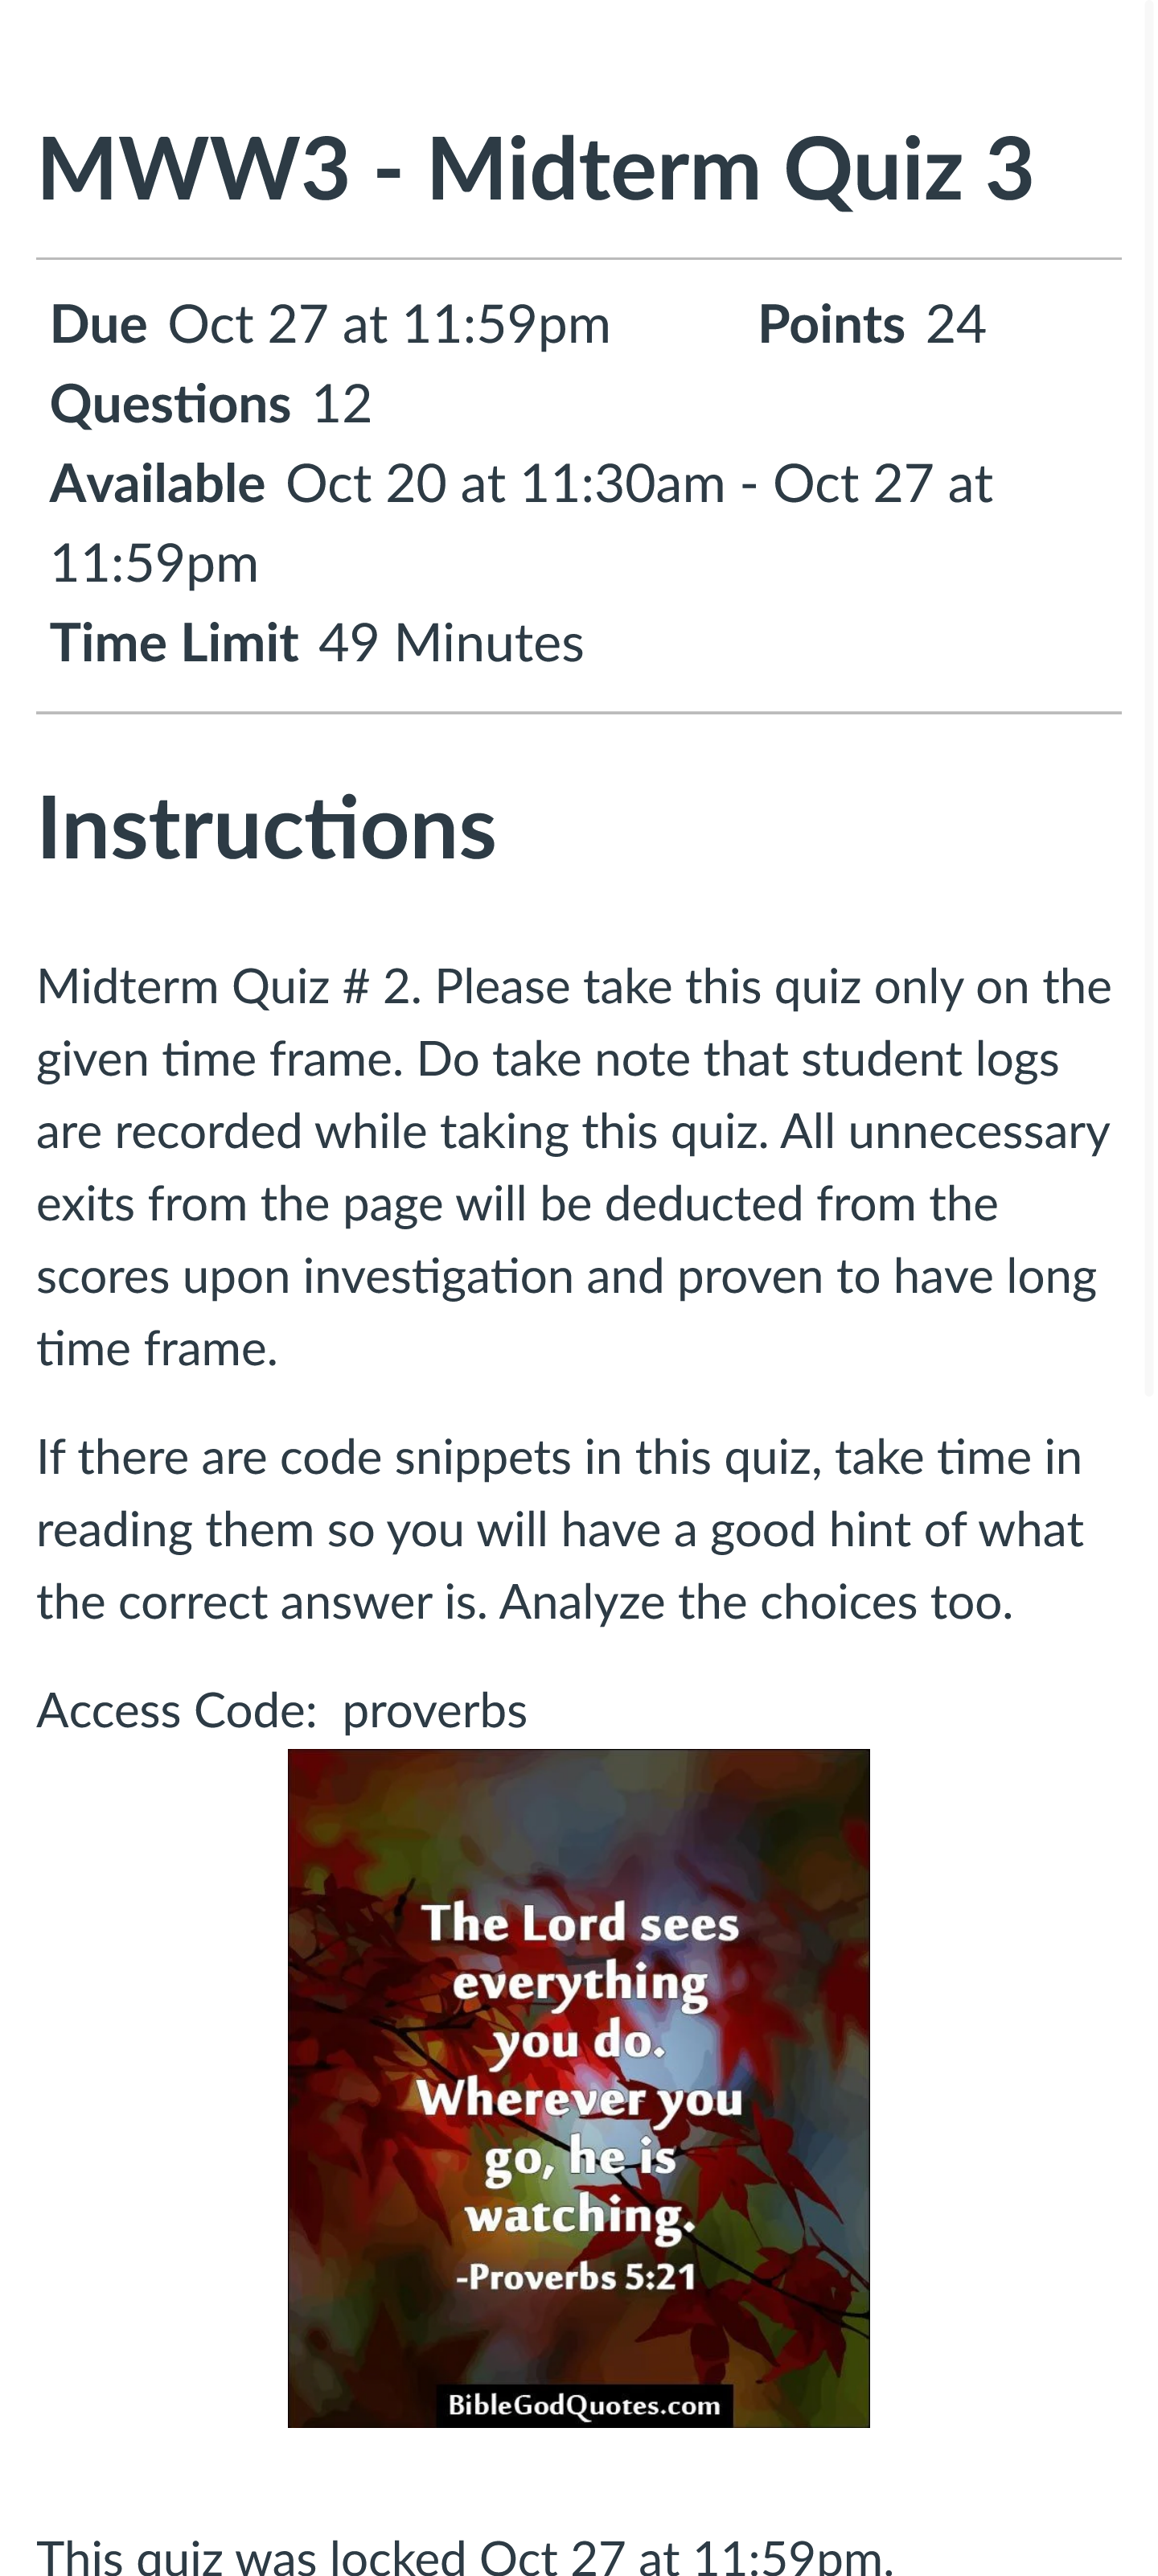 MWW3 - Midterm Quiz 3
Due Oct 27 at 11:59pm Points 24
Questions 12
Available Oct 20 at 11:30am - Oct 27 at
11:59pm
Time Limit 49 Minutes
Instructions
Midterm Quiz # 2. Please take this quiz only on the
given time frame. Do take note that student logs
are recorded while taking this quiz. All unnecessary
exits from the page will be deducted from the
scores upon investigation and proven to have long
time frame.
If there are code snippets in this quiz, take time in
reading them so you will have a good hint of what
the correct answer is. Analyze the choices too.
Access Code: proverbs
The Lord sees
everything
you do.
Wherever you
go, he is
watching.
-Proverbs 5:21
BibleGodQuotes.com
This quiz was locked Oct 27 at 11:59pm.